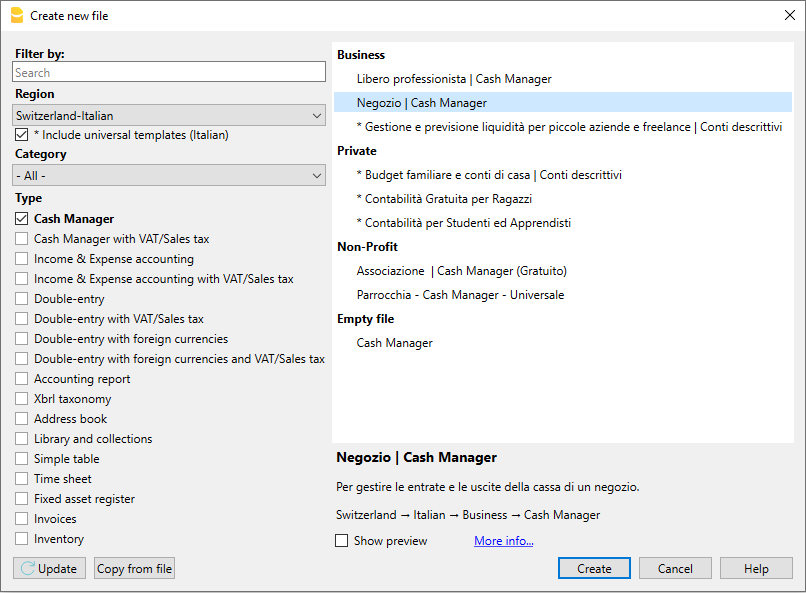 Create new file
Filter by:
Search
Region
Switzerland-Italian
* Include universal templates (Italian)
Category
- All -
Type
Cash Manager
Cash Manager with VAT/Sales tax
Income & Expense accounting
Income & Expense accounting with VAT/Sales tax
Double-entry
Double-entry with VAT/Sales tax
Double-entry with foreign currencies
Double-entry with foreign currencies and VAT/Sales tax
Accounting report
Xbrl taxonomy
Address book
Library and collections
Simple table
Time sheet
Fixed asset register
Invoices
Inventory
Update
Copy from file
Business
Libero professionista | Cash Manager
Negozio | Cash Manager
* Gestione e previsione liquidità per piccole aziende e freelance | Conti descrittivi
Private
* Budget familiare e conti di casa | Conti descrittivi
* Contabilità Gratuita per Ragazzi
* Contabilità per Studenti ed Apprendisti
Non-Profit
Associazione | Cash Manager (Gratuito)
Parrocchia - Cash Manager - Universale
Empty file
Cash Manager
Negozio | Cash Manager
Per gestire le entrate e le uscite della cassa di un negozio.
Switzerland → Italian → Business → Cash Manager
Show preview
More info...
Create
Cancel
Help